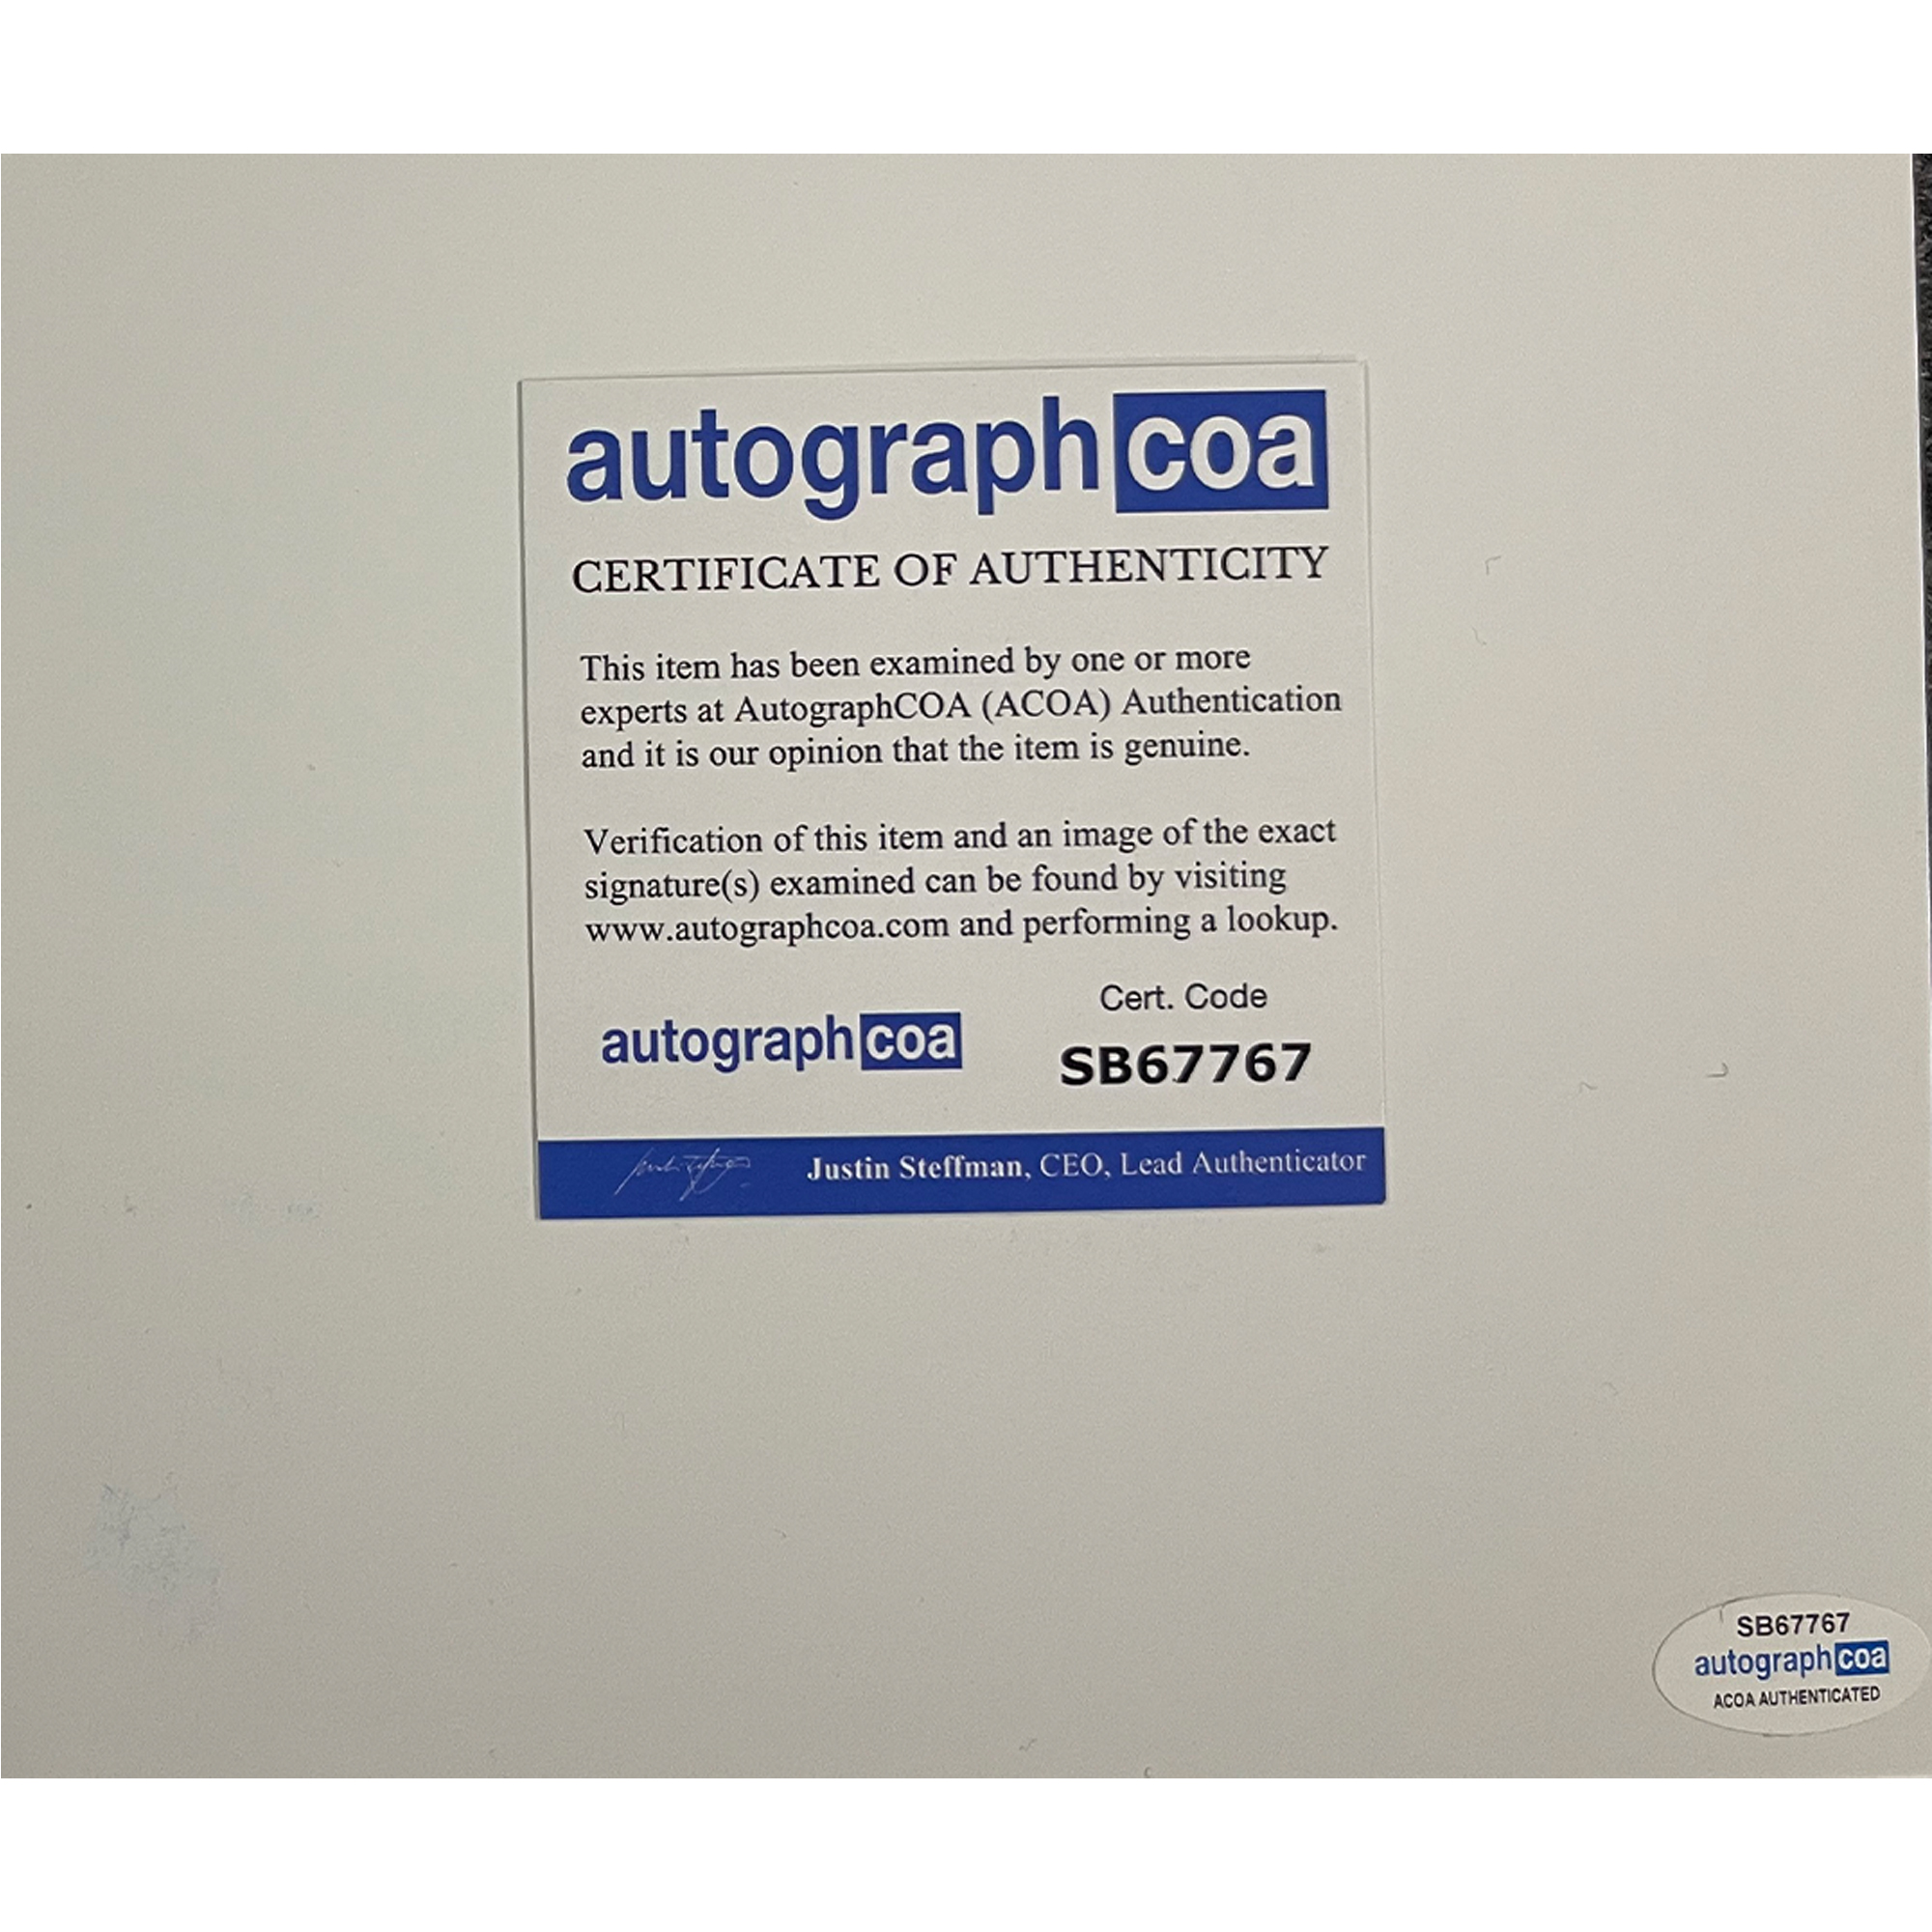 autographcoa
CERTIFICATE OF AUTHENTICITY
This item has been examined by one or more
experts at AutographCOA (ACOA) Authentication
and it is our opinion that the item is genuine.
Verification of this item and an image of the exact
signature(s) examined can be found by visiting
www.autographcoa.com and performing a lookup.
Cert. Code
autographcoa
SB67767
Justin Steffman, CEO, Lead Authenticator
SB67767
autographcoa
ACOA AUTHENTICATED